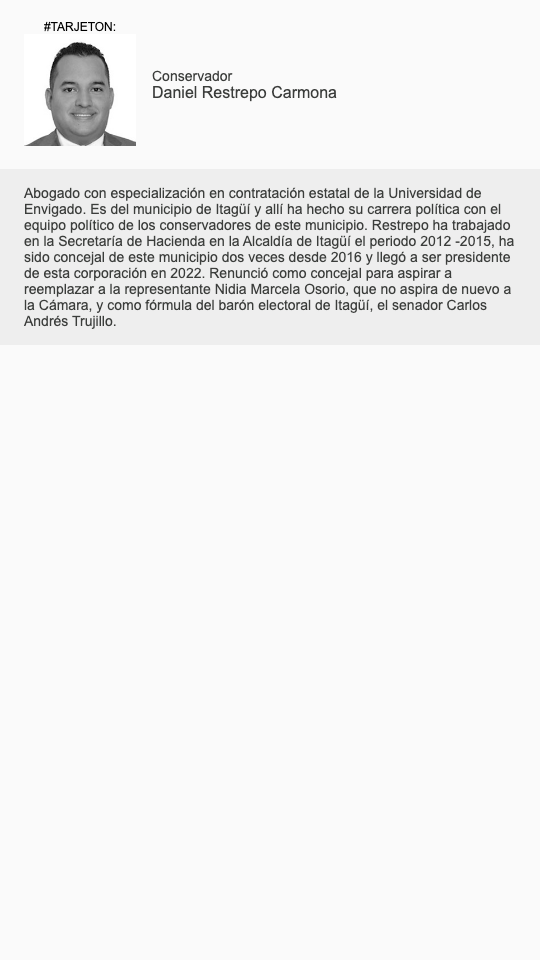 #TARJETON:
Conservador
Daniel Restrepo Carmona
Abogado con especialización en contratación estatal de la Universidad de
Envigado. Es del municipio de Itagüí y allí ha hecho su carrera política con el
equipo político de los conservadores de este municipio. Restrepo ha trabajado
en la Secretaría de Hacienda en la Alcaldía de Itagüí el periodo 2012 -2015, ha
sido concejal de este municipio dos veces desde 2016 y llegó a ser presidente
de esta corporación en 2022. Renunció como concejal para aspirar a
reemplazar a la representante Nidia Marcela Osorio, que no aspira de nuevo a
la Cámara, y como fórmula del barón electoral de Itagüí, el senador Carlos
Andrés Trujillo.